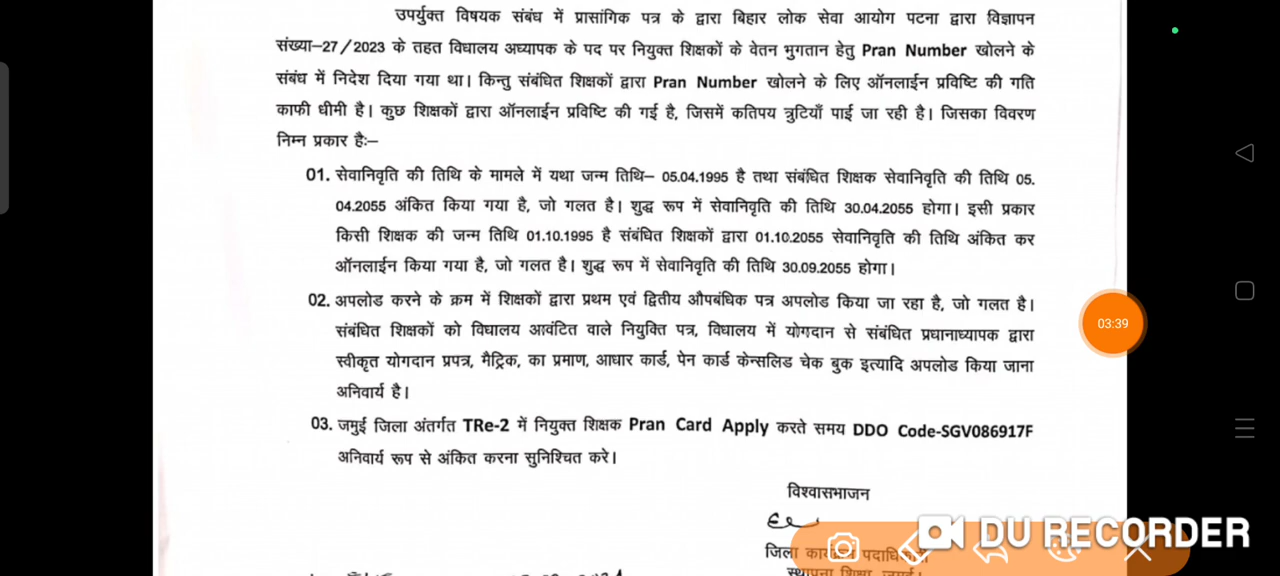 उपर्युक्त विषयक संबंध में प्रासंगिक पत्र के द्वारा बिहार लोक सेवा आयोग पटना द्वारा विज्ञापन
संख्या–27/2023 के तहत विधालय अध्यापक के पद पर नियुक्त शिक्षकों के वेतन भुगतान हेतु Pran Number खोलने के
संबंध में निदेश दिया गया था। किन्तु संबंधित शिक्षकों द्वारा Pran Number खोलने के लिए ऑनलाईन प्रविष्टि की गति
काफी धीमी है। कुछ शिक्षकों द्वारा ऑनलाईन प्रविष्टि की गई है, जिसमें कतिपय त्रुटियाँ पाई जा रही है। जिसका विवरण
निम्न प्रकार हैः–
01. सेवानिवृति की तिथि के मामले में यथा जन्म तिथि– 05.04.1995 है तथा संबंधित शिक्षक सेवानिवृति की तिथि 05.
04.2055 अंकित किया गया है, जो गलत है। शुद्ध रूप में सेवानिवृति की तिथि 30.04.2055 होगा। इसी प्रकार
किसी शिक्षक की जन्म तिथि 01.10.1995 है संबंधित शिक्षकों द्वारा 01.10.2055 सेवानिवृति की तिथि अंकित कर
ऑनलाईन किया गया है, जो गलत है। शुद्ध रूप में सेवानिवृति की तिथि 30.09.2055 होगा।
02. अपलोड करने के क्रम में शिक्षकों द्वारा प्रथम एवं द्वितीय औपबंधिक पत्र अपलोड किया जा रहा है, जो गलत है।
संबंधित शिक्षकों को विधालय आवंटित वाले नियुक्ति पत्र, विधालय में योगदान से संबंधित प्रधानाध्यापक द्वारा
03:39
स्वीकृत योगदान प्रपत्र, मैट्रिक, का प्रमाण, आधार कार्ड, पेन कार्ड केन्सलिड चेक बुक इत्यादि अपलोड किया जाना
अनिवार्य है।
03. जमुई जिला अंतर्गत TRe-2 में नियुक्त शिक्षक Pran Card Apply करते समय DDO Code-SGV086917F
अनिवार्य रूप से अंकित करना सुनिश्चित करे।
विश्वासभाजन
DU RECORDER
जिला कार्यक्रम पदाधिकारी
स्थापना शिक्षा, जमुई।